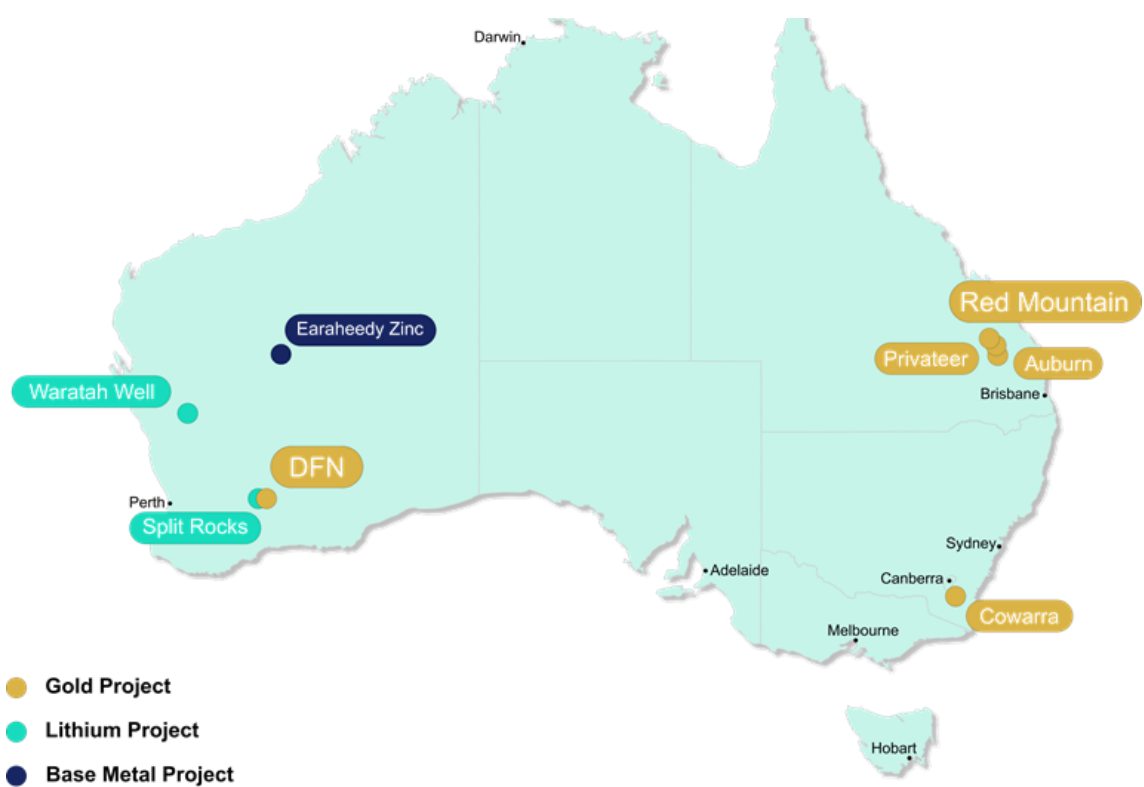 Darwin
Red Mountain
Earaheedy Zinc
Privateer
Auburn
Waratah Well
Brisbane
DFN
Perth
Split Rocks
Sydney
Adelaide
Canberra
Cowarra
Melbourne
Gold Project
Lithium Project
Hobart
Base Metal Project